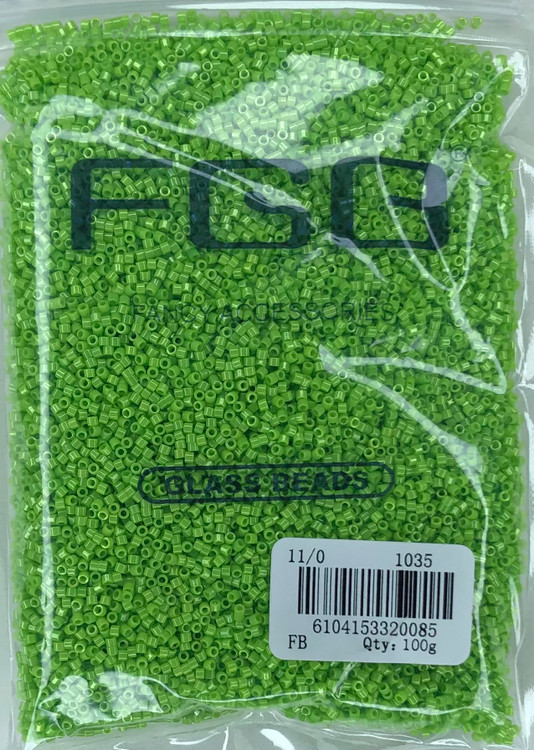 FGB®
FANCY ACCESSORIES
GLASS BEADS
11/0 1035
6104153320085
FB Qty: 100g